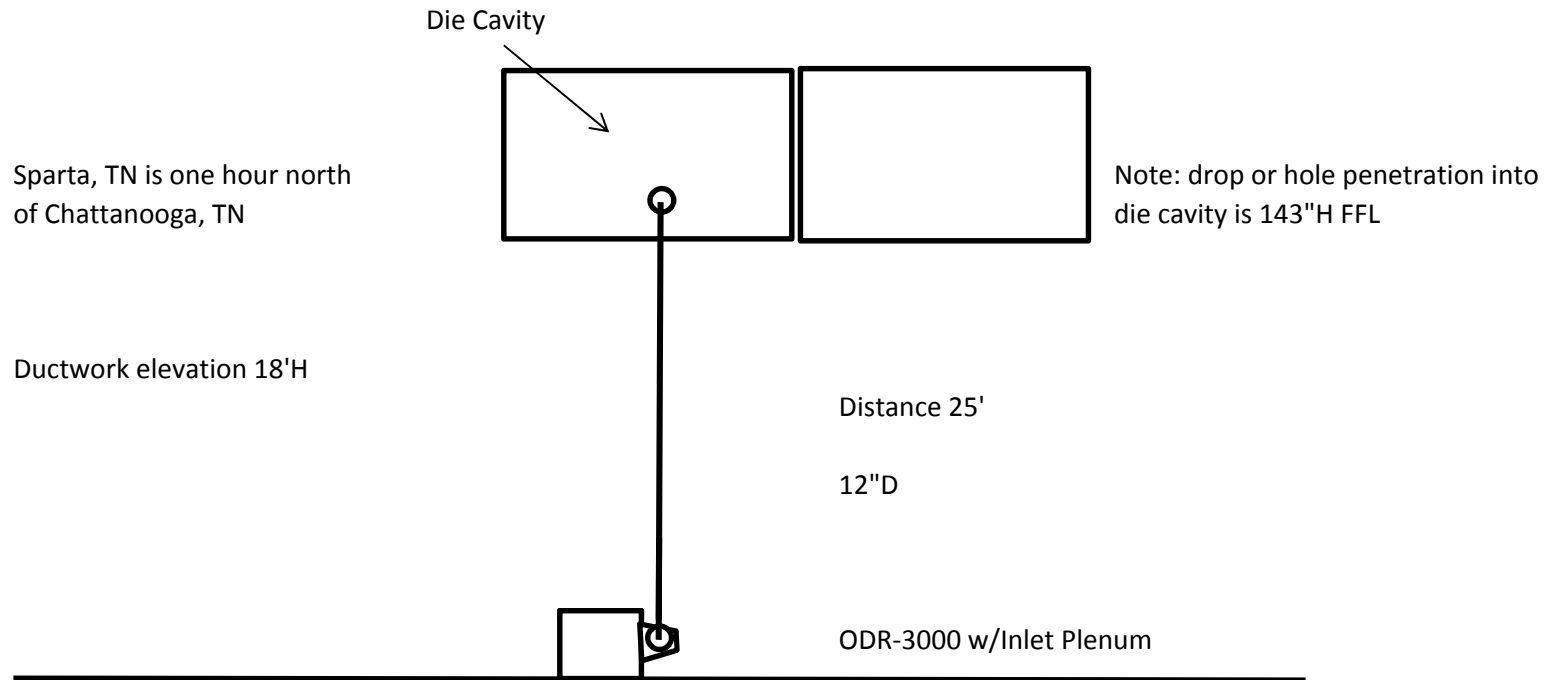 Die Cavity
Sparta, TN is one hour north
of Chattanooga, TN
Note: drop or hole penetration into
die cavity is 143"H FFL
Ductwork elevation 18'H
Distance 25'
12"D
ODR-3000 w/Inlet Plenum